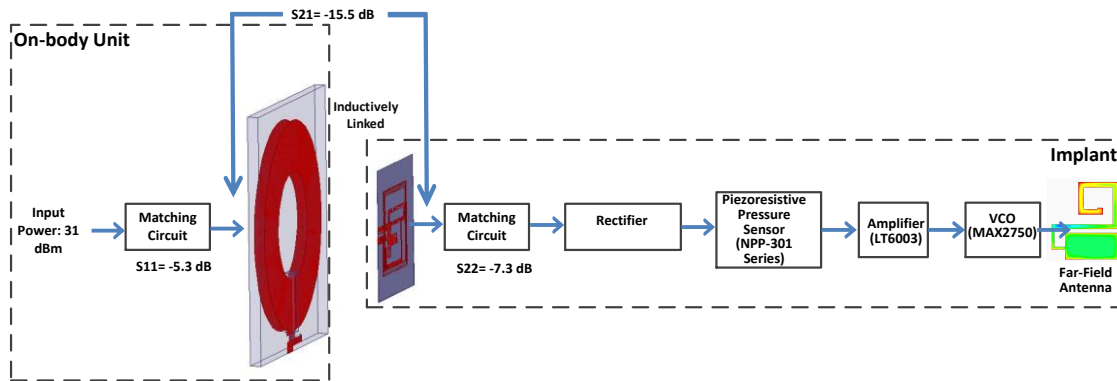 S21= -15.5 dB
On-body Unit
Input
Power: 31
dBm
Matching
Circuit
S11= -5.3 dB
Inductively
Linked
Implant
Matching
Circuit
S22= -7.3 dB
Rectifier
Piezoresistive
Pressure
Sensor
(NPP-301
Series)
Amplifier
(LT6003)
VCO
(MAX2750)
Far-Field
Antenna